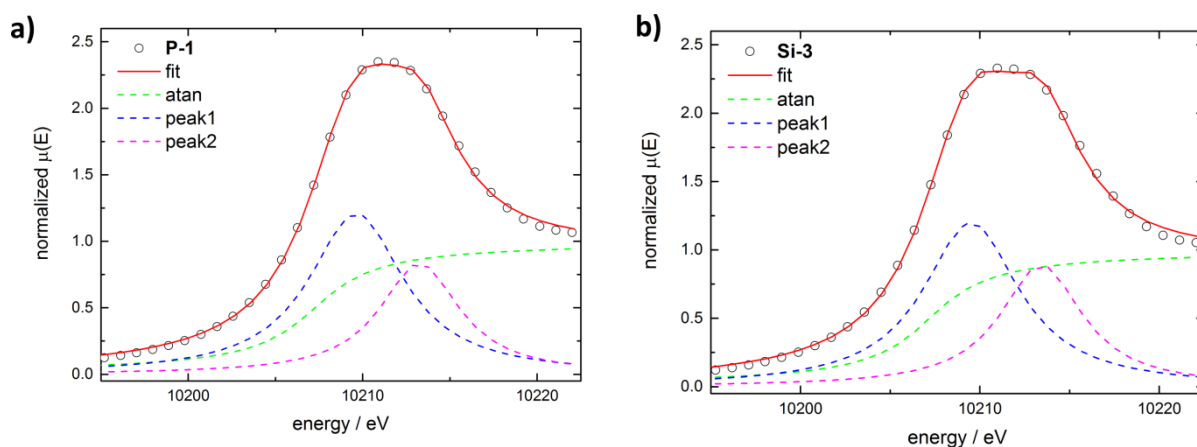 a)
P-1
fit
atan
peak1
peak2
normalized μ(E)
2.5
2.0
1.5
1.0
0.5
0.0
10200
10210
10220
energy / eV
b)
Si-3
fit
atan
peak1
peak2
normalized μ(E)
2.5
2.0
1.5
1.0
0.5
0.0
10200
10210
10220
energy / eV